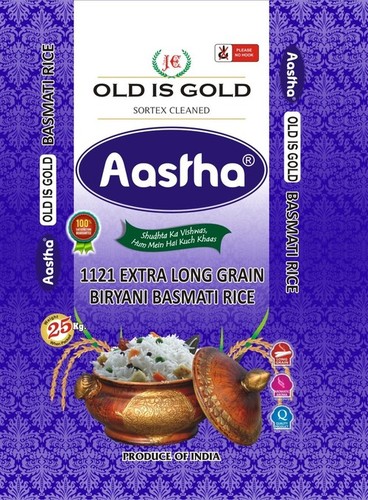 JE
PLEASE
NO HOOK
OLD IS GOLD
SORTEX CLEANED
Aastha®
Shudhta Ka Vishwas,
Hum Mein Hai Kuch Khaas
100%
1121 EXTRA LONG GRAIN
BIRYANI BASMATI RICE
25 Kg.
PRODUCE OF INDIA
Aastha® OLD IS GOLD BASMATI RICE
Aastha® OLD IS GOLD BASMATI RICE